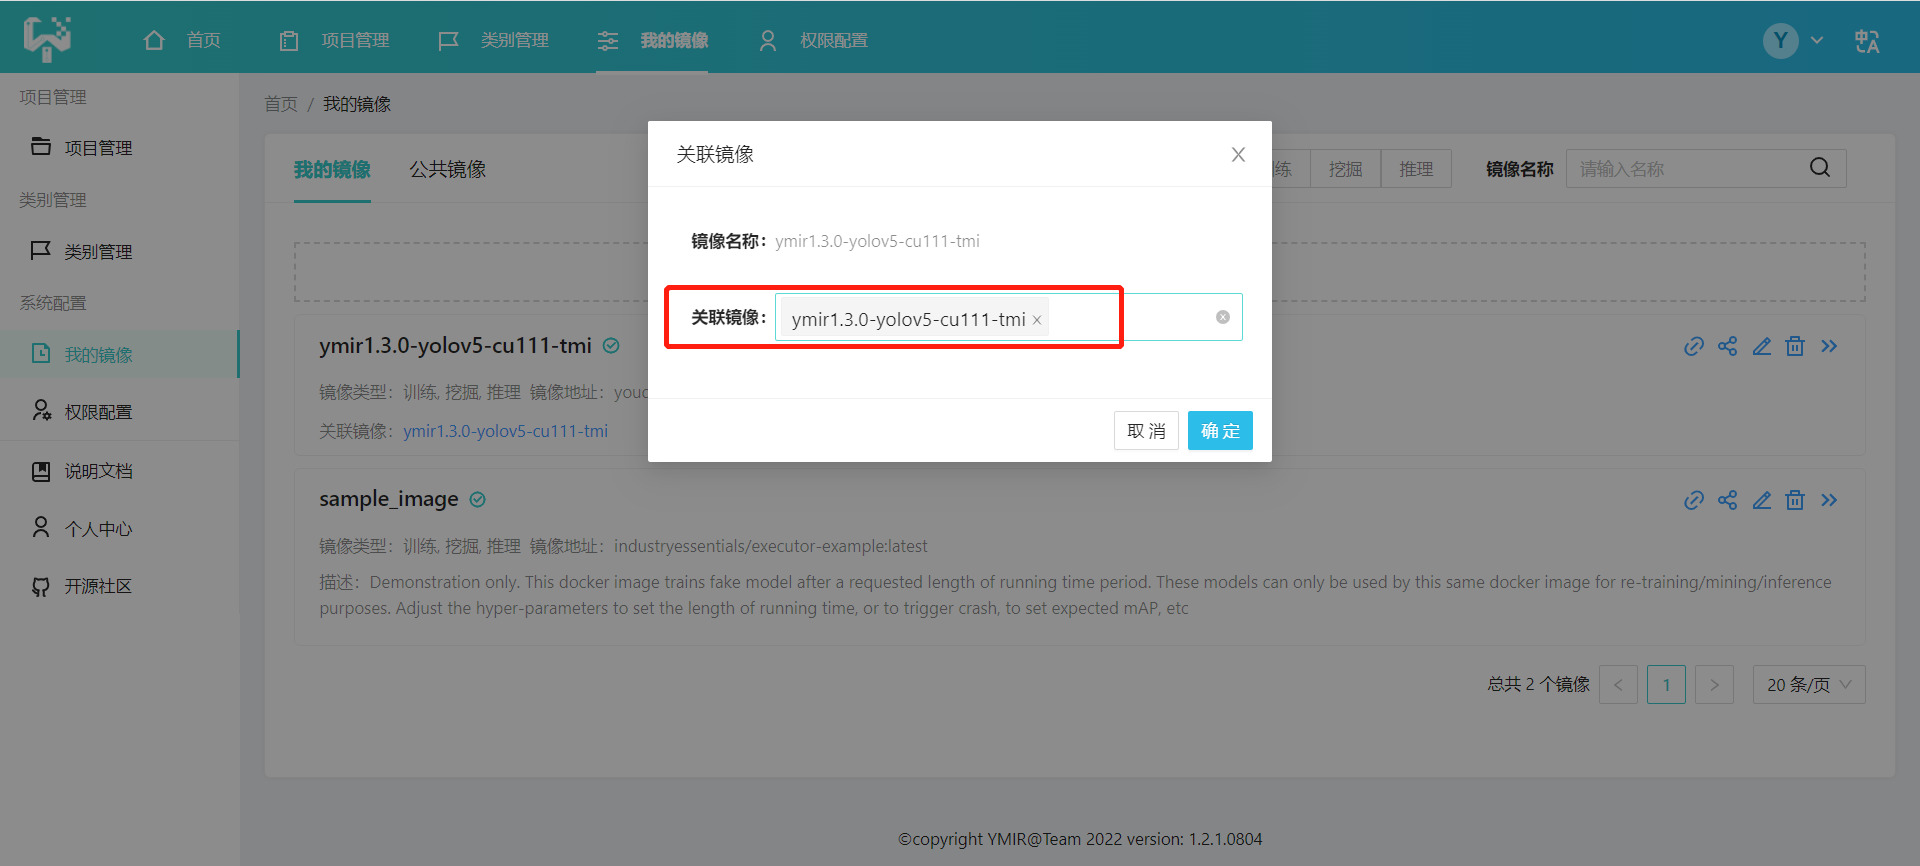 首页
项目管理
类别管理
我的镜像
权限配置
Y
项目管理
项目管理
类别管理
类别管理
系统配置
我的镜像
权限配置
说明文档
个人中心
开源社区
首页 / 我的镜像
我的镜像 公共镜像
练 挖掘 推理 镜像名称 请输入名称
关联镜像
镜像名称： ymir1.3.0-yolov5-cu111-tmi
关联镜像： ymir1.3.0-yolov5-cu111-tmi ×
取 消 确 定
ymir1.3.0-yolov5-cu111-tmi
镜像类型：训练, 挖掘, 推理 镜像地址：youd
关联镜像：ymir1.3.0-yolov5-cu111-tmi
sample_image
镜像类型：训练, 挖掘, 推理 镜像地址：industryessentials/executor-example:latest
描述：Demonstration only. This docker image trains fake model after a requested length of running time period. These models can only be used by this same docker image for re-training/mining/inference
purposes. Adjust the hyper-parameters to set the length of running time, or to trigger crash, to set expected mAP, etc
总共 2 个镜像 < 1 > 20 条/页
©copyright YMIR@Team 2022 version: 1.2.1.0804